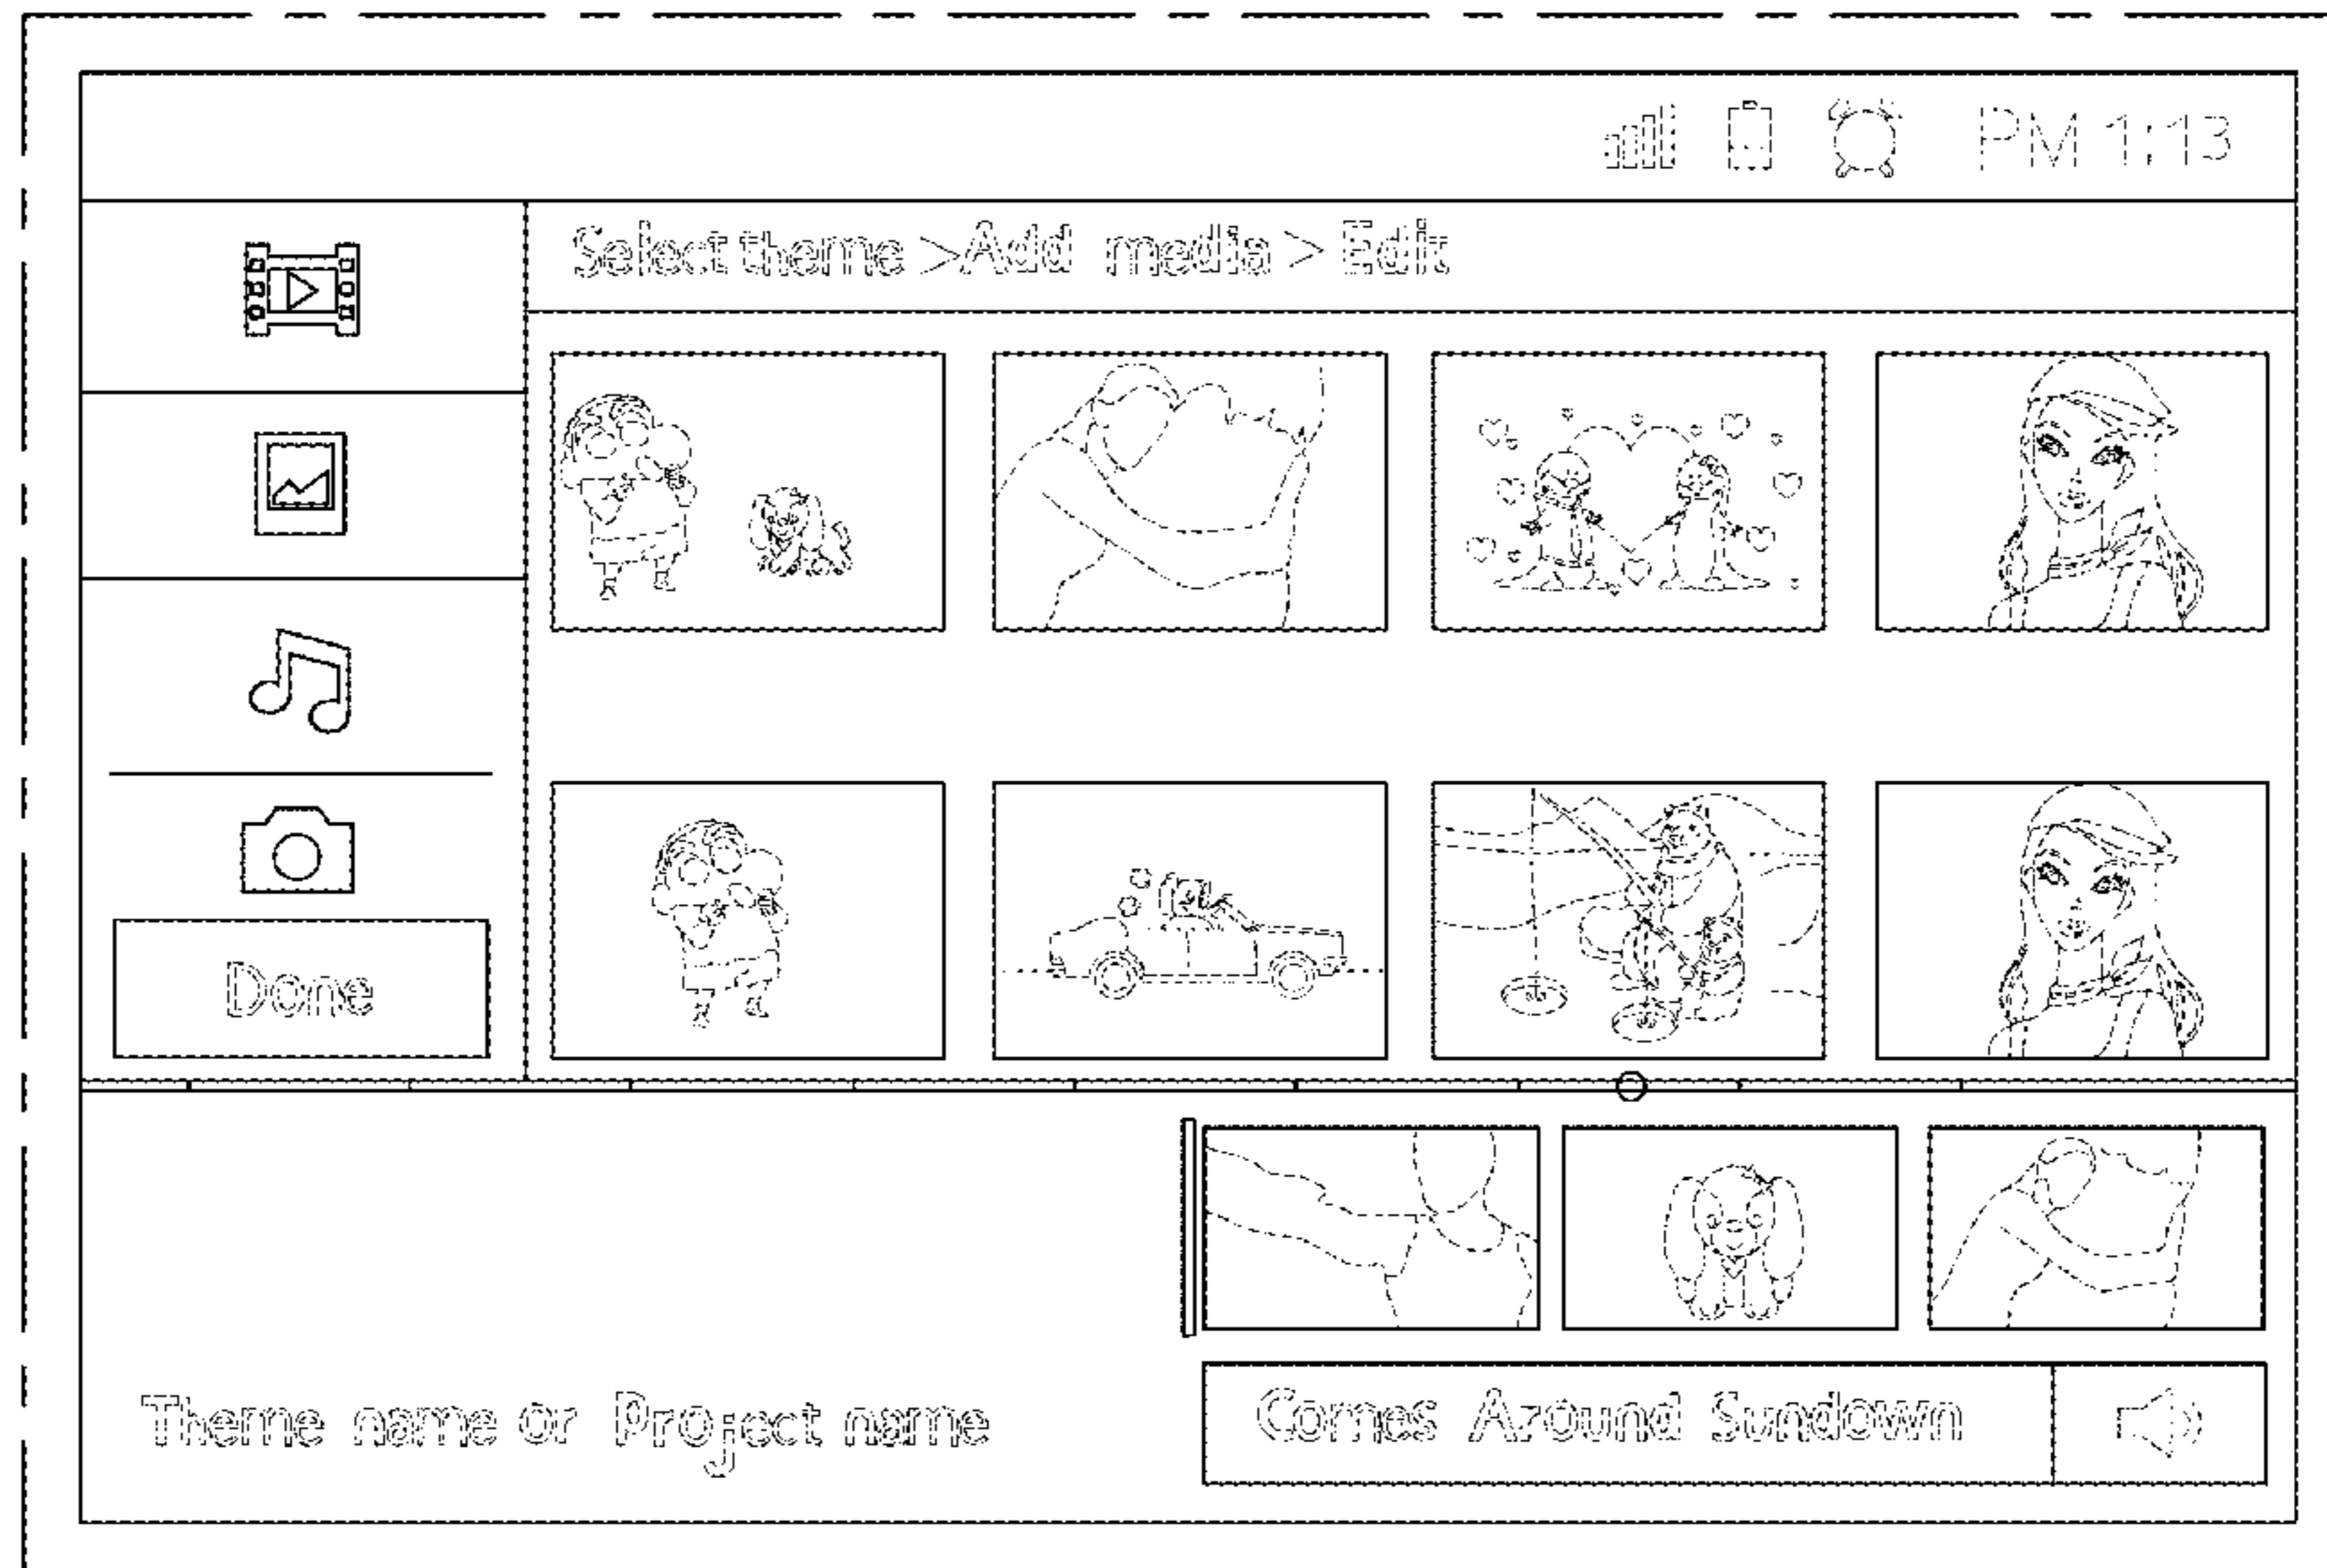 PM 1:13
Select theme >Add media > Edit
Done
Theme name or Project name
Comes Around Sundown